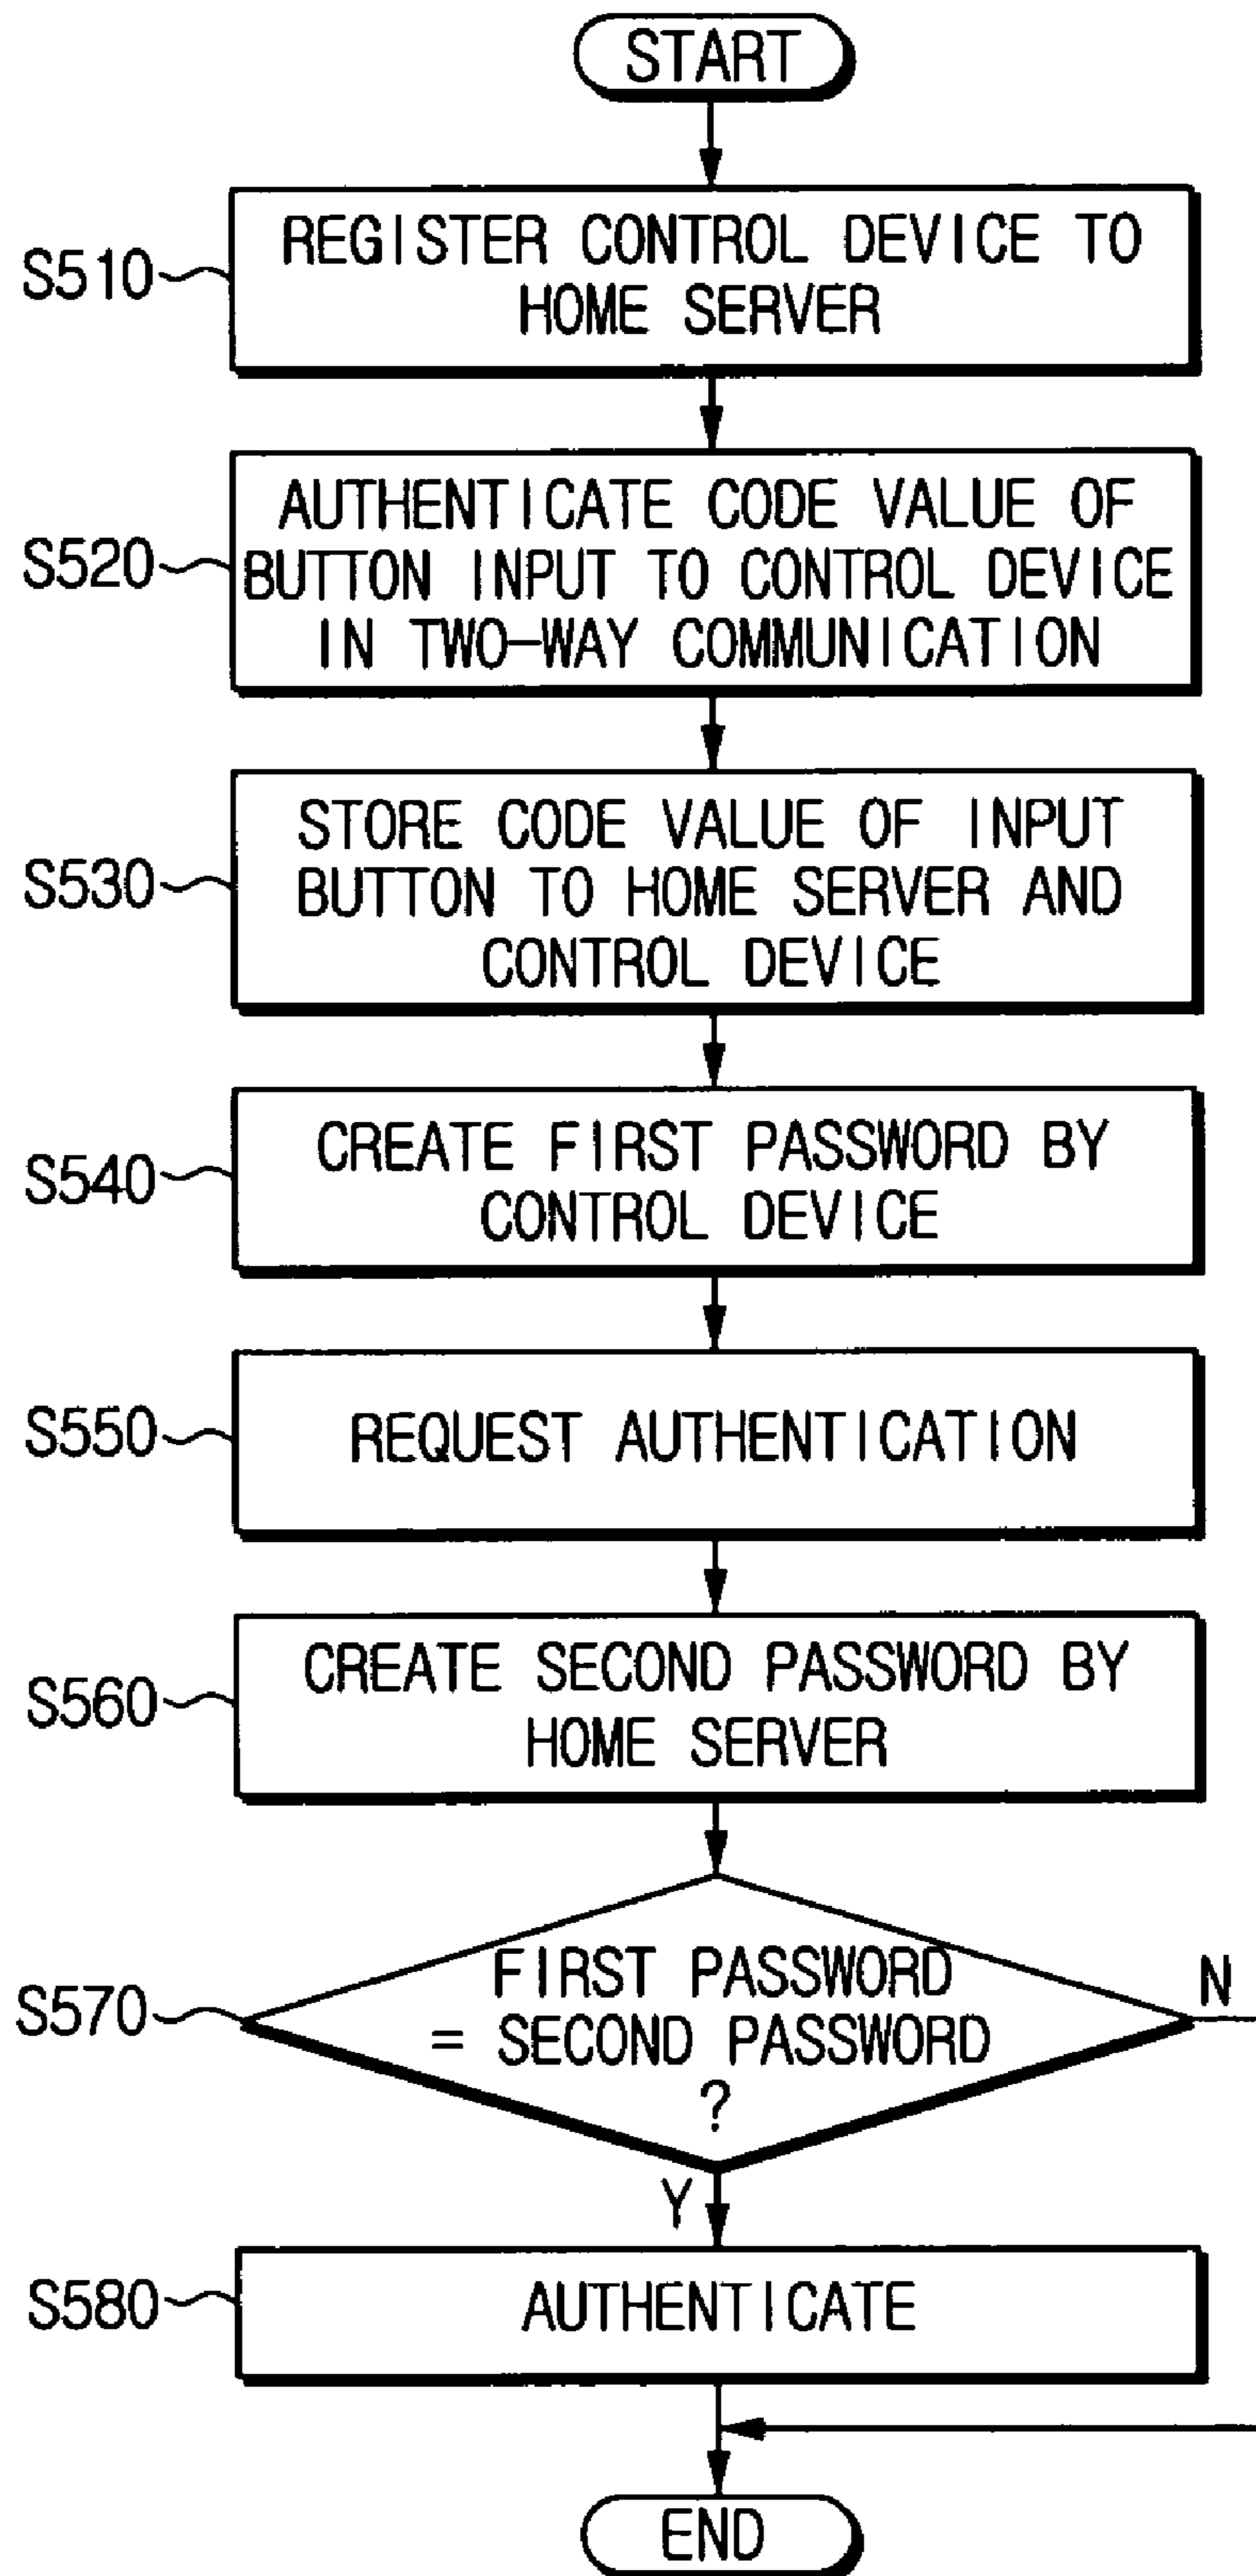 START
S510
REGISTER CONTROL DEVICE TO
HOME SERVER
S520
AUTHENTICATE CODE VALUE OF
BUTTON INPUT TO CONTROL DEVICE
IN TWO-WAY COMMUNICATION
S530
STORE CODE VALUE OF INPUT
BUTTON TO HOME SERVER AND
CONTROL DEVICE
S540
CREATE FIRST PASSWORD BY
CONTROL DEVICE
S550
REQUEST AUTHENTICATION
S560
CREATE SECOND PASSWORD BY
HOME SERVER
S570
FIRST PASSWORD
= SECOND PASSWORD
?
N
Y
S580
AUTHENTICATE
END